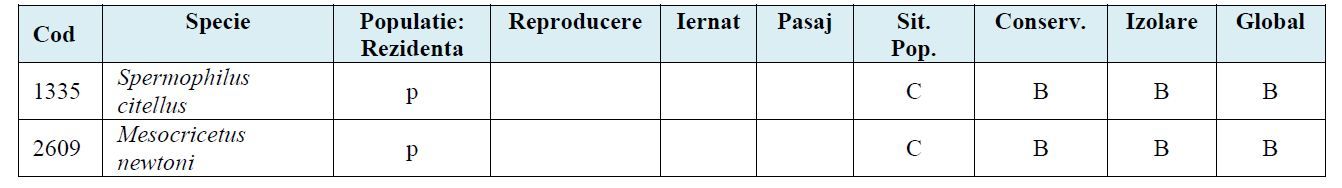 Cod Specie Populatie: Rezidenta Reproducere Iernat Pasaj Sit. Pop. Conserv. Izolare Global
1335 Spermophilus citellus p C B B B
2609 Mesocricetus newtoni p C B B B